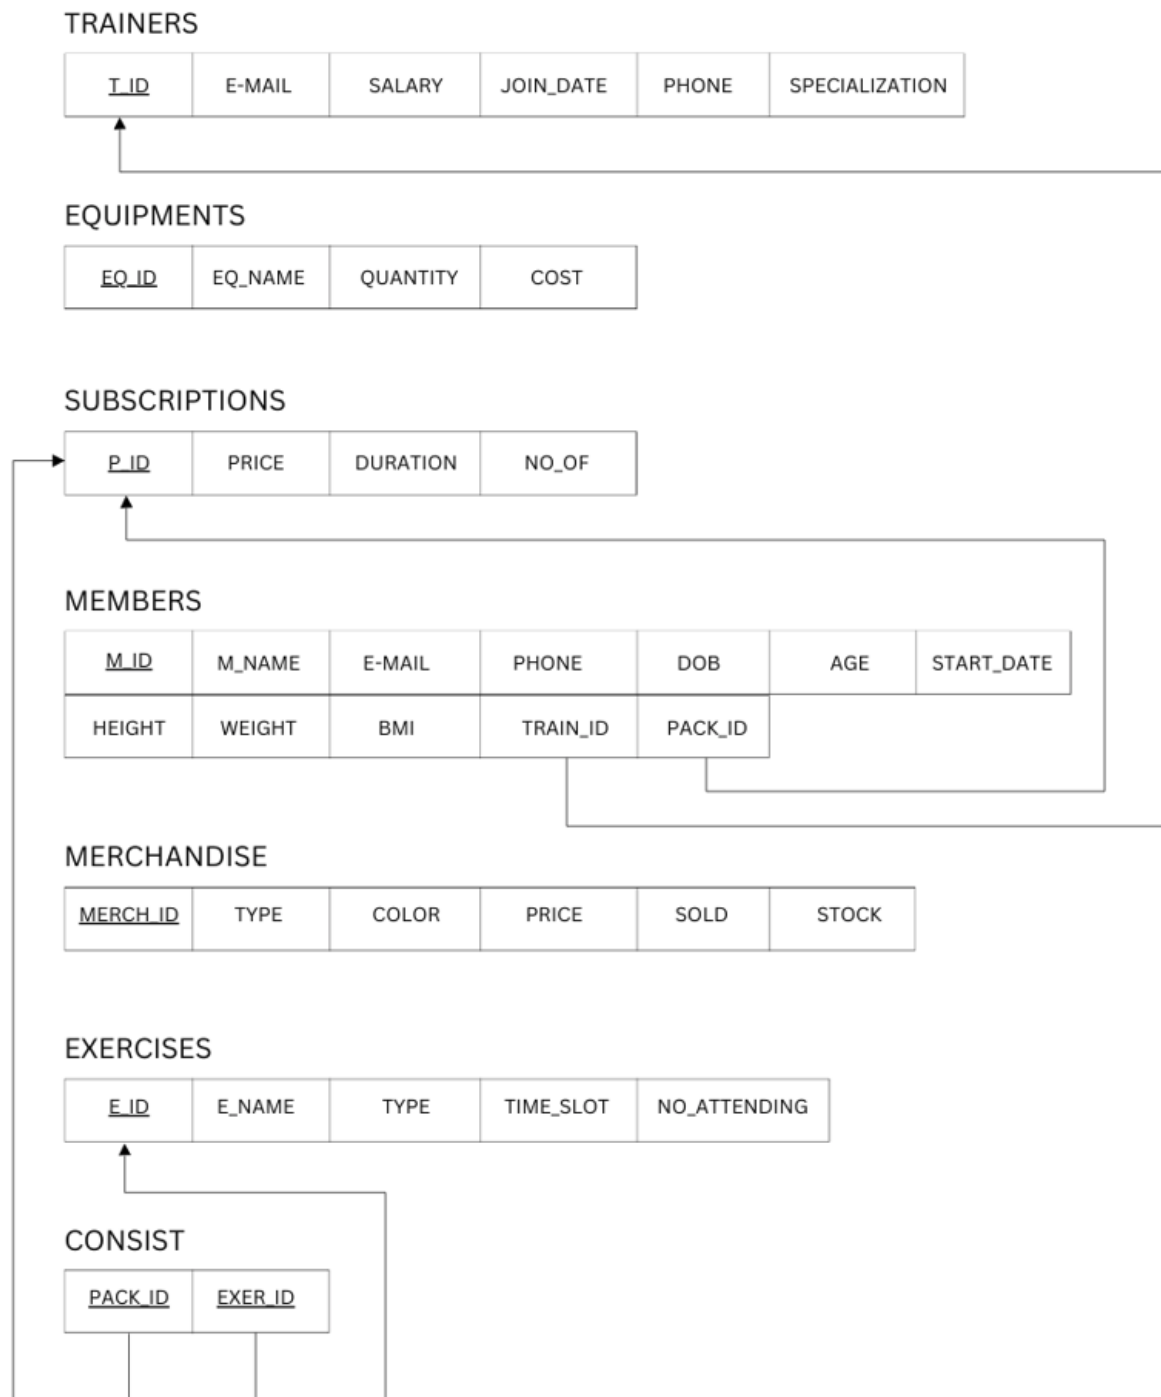 TRAINERS
T_ID E-MAIL SALARY JOIN_DATE PHONE SPECIALIZATION
EQUIPMENTS
EQ_ID EQ_NAME QUANTITY COST
SUBSCRIPTIONS
P_ID PRICE DURATION NO_OF
MEMBERS
M_ID M_NAME E-MAIL PHONE DOB AGE START_DATE
HEIGHT WEIGHT BMI TRAIN_ID PACK_ID
MERCHANDISE
MERCH_ID TYPE COLOR PRICE SOLD STOCK
EXERCISES
E_ID E_NAME TYPE TIME_SLOT NO_ATTENDING
CONSIST
PACK_ID EXER_ID